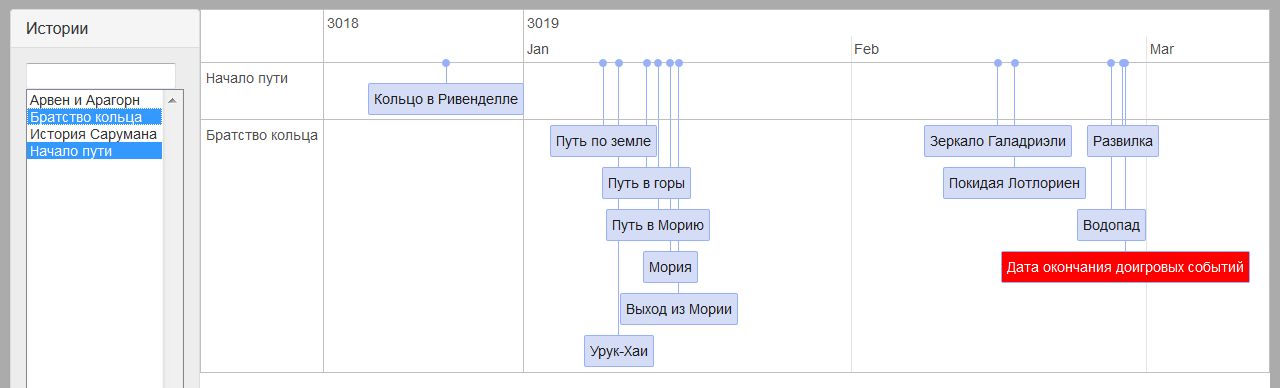 Истории
Арвен и Арагорн
Братство кольца
История Сарумана
Начало пути
3018
3019
Jan
Feb
Mar
Начало пути
Кольцо в Ривенделле
Братство кольца
Путь по земле
Зеркало Галадриэли
Развилка
Путь в горы
Покидая Лотлориен
Путь в Морию
Водопад
Мория
Дата окончания доигровых событий
Выход из Мории
Урук-Хаи